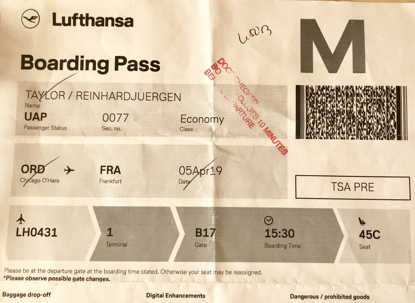 Lufthansa
M
Boarding Pass
TAYLOR / REINHARDJUERGEN
Name
UAP 0077 Economy
Passenger Status Sec. no. Class
ORD FRA 05Apr19
Chicago O'Hare Frankfurt Date
TSA PRE
LH0431 1 B17 15:30 45C
Terminal Gate Boarding Time Seat
Please be at the departure gate at the boarding time stated. Otherwise your seat may be reassigned.
*Please observe possible gate changes.
Baggage drop-off Digital Enhancements Dangerous / prohibited goods